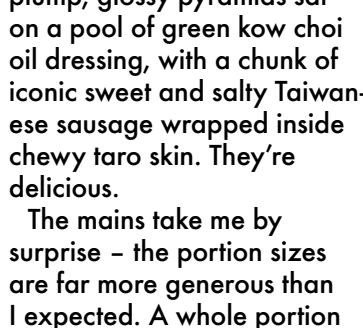 plump, glossy pyramids sat
on a pool of green kow choi
oil dressing, with a chunk of
iconic sweet and salty Taiwan-
ese sausage wrapped inside
chewy taro skin. They’re
delicious.
The mains take me by
surprise – the portion sizes
are far more generous than
I expected. A whole portion